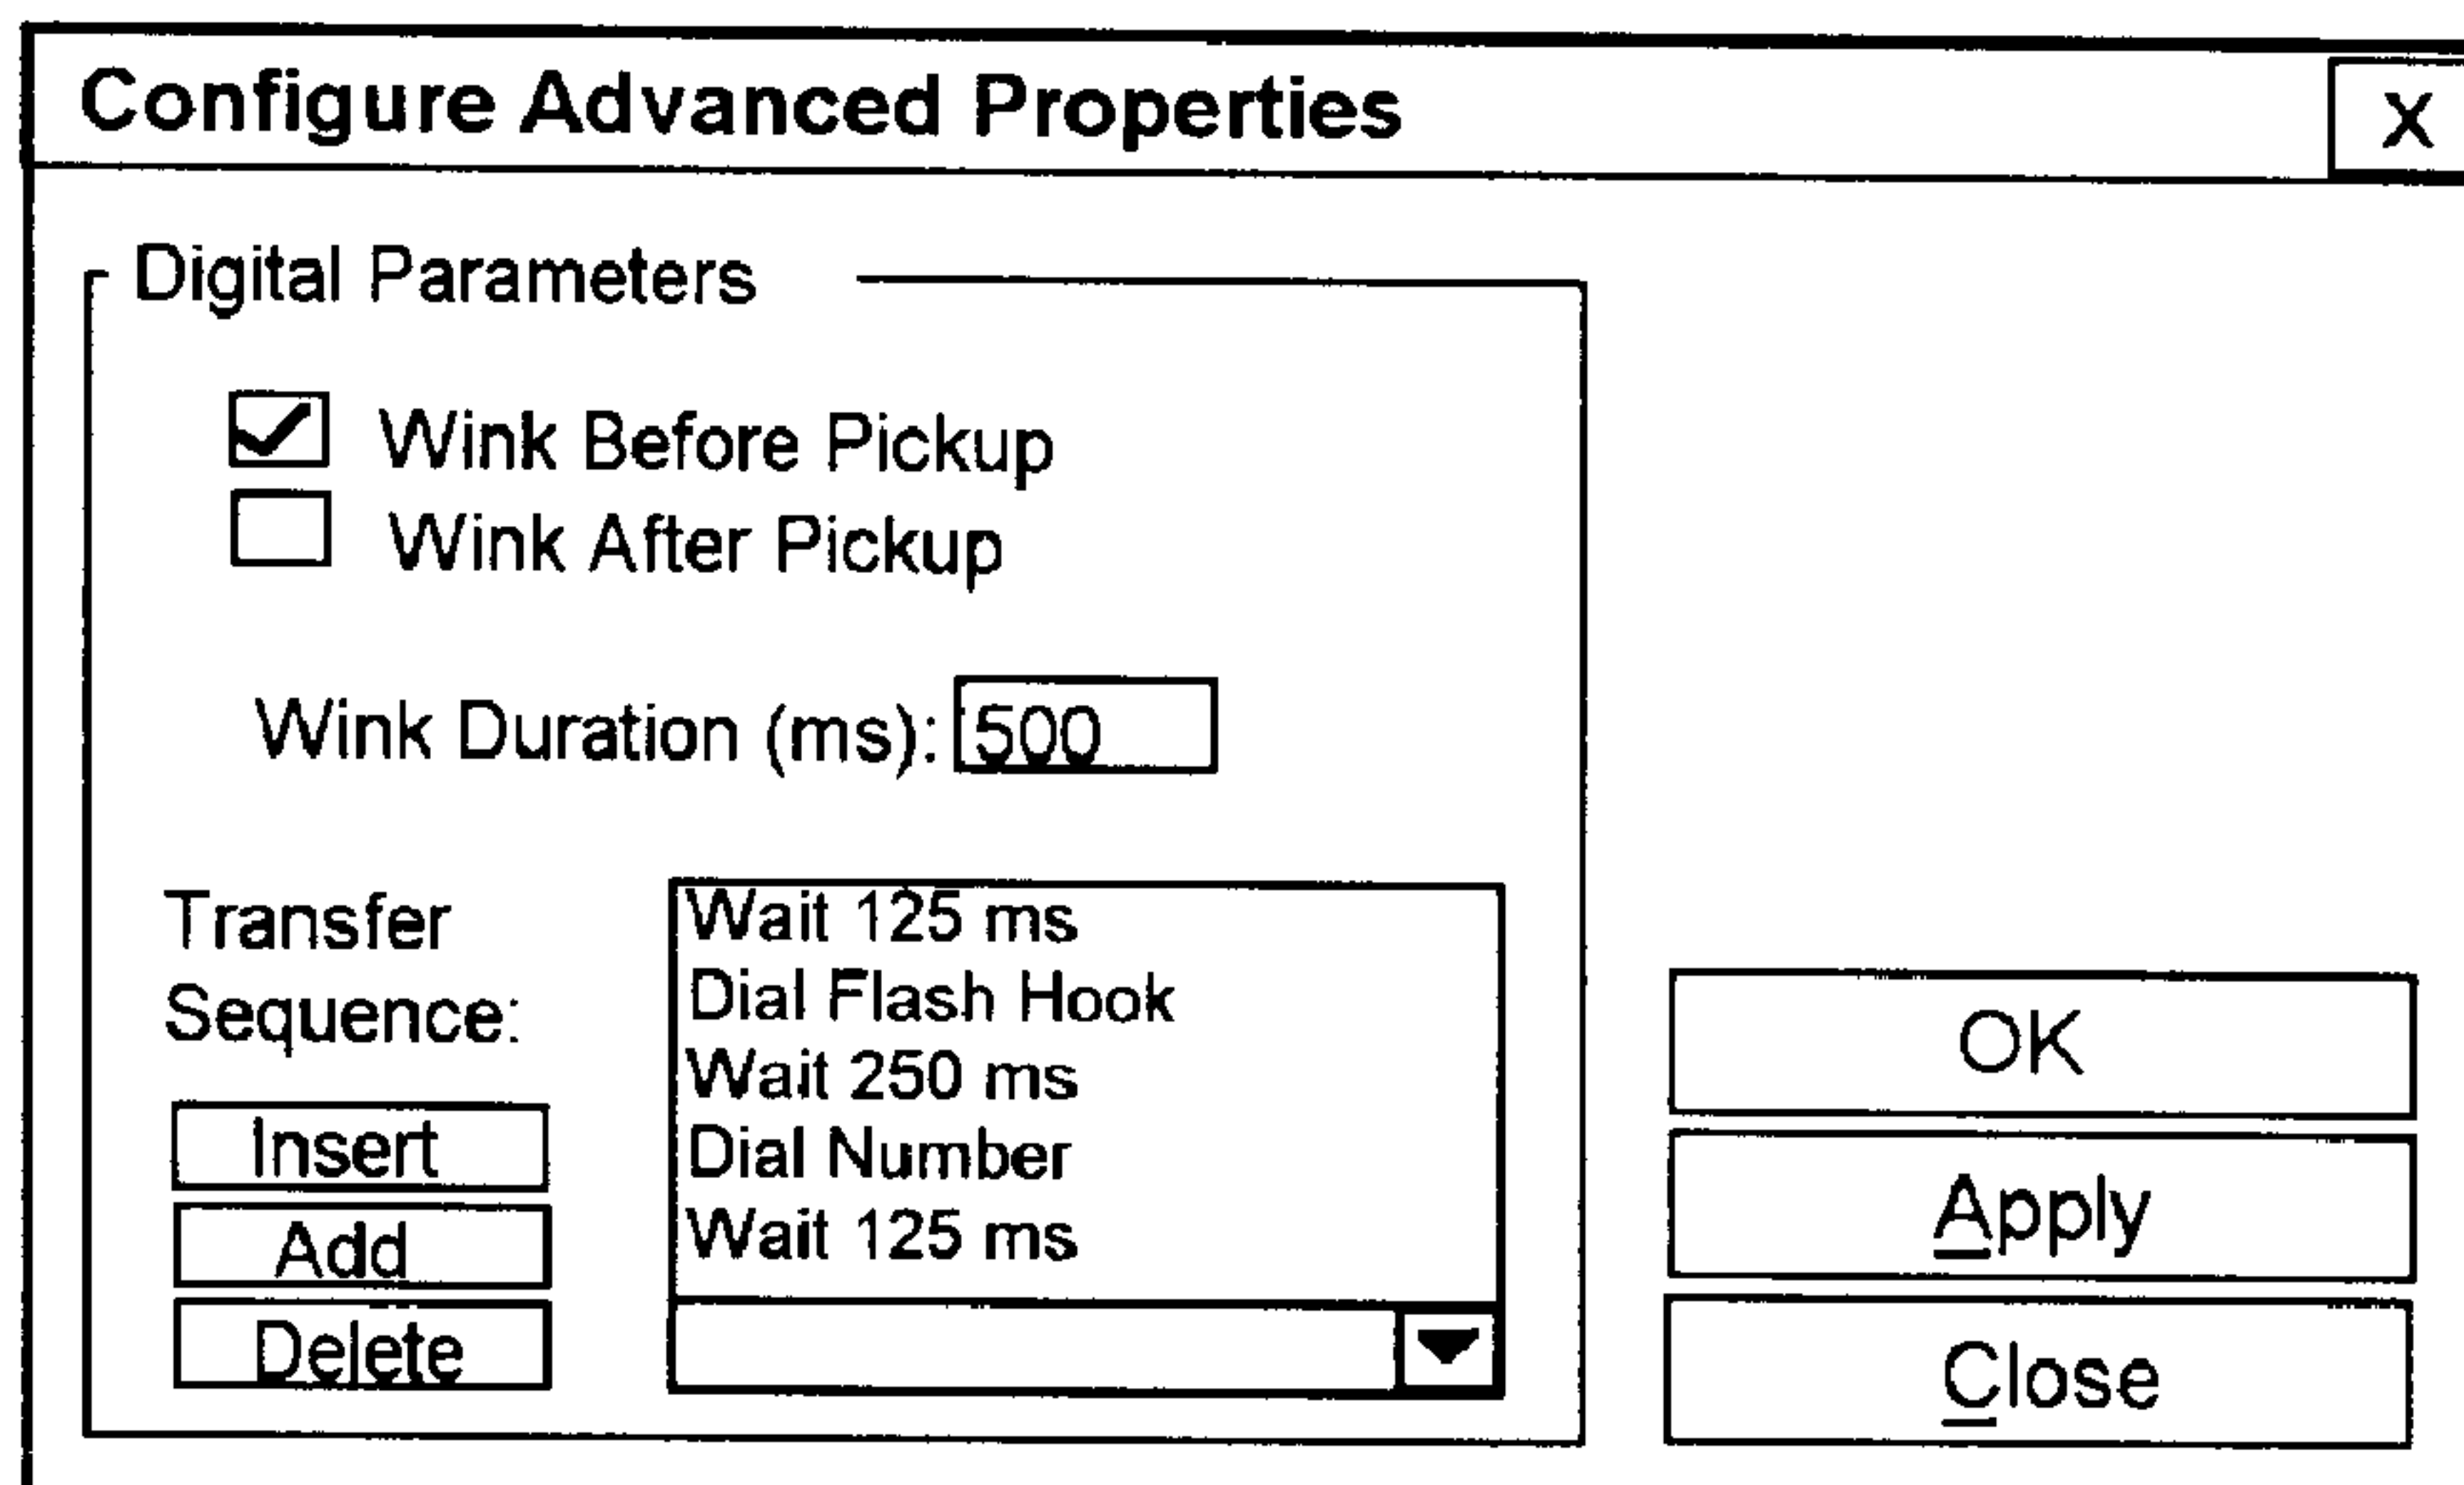 Configure Advanced Properties X
Digital Parameters
Wink Before Pickup
Wink After Pickup
Wink Duration (ms): 500
Transfer
Sequence:
Insert
Add
Delete
Wait 125 ms
Dial Flash Hook
Wait 250 ms
Dial Number
Wait 125 ms
OK
Apply
Close